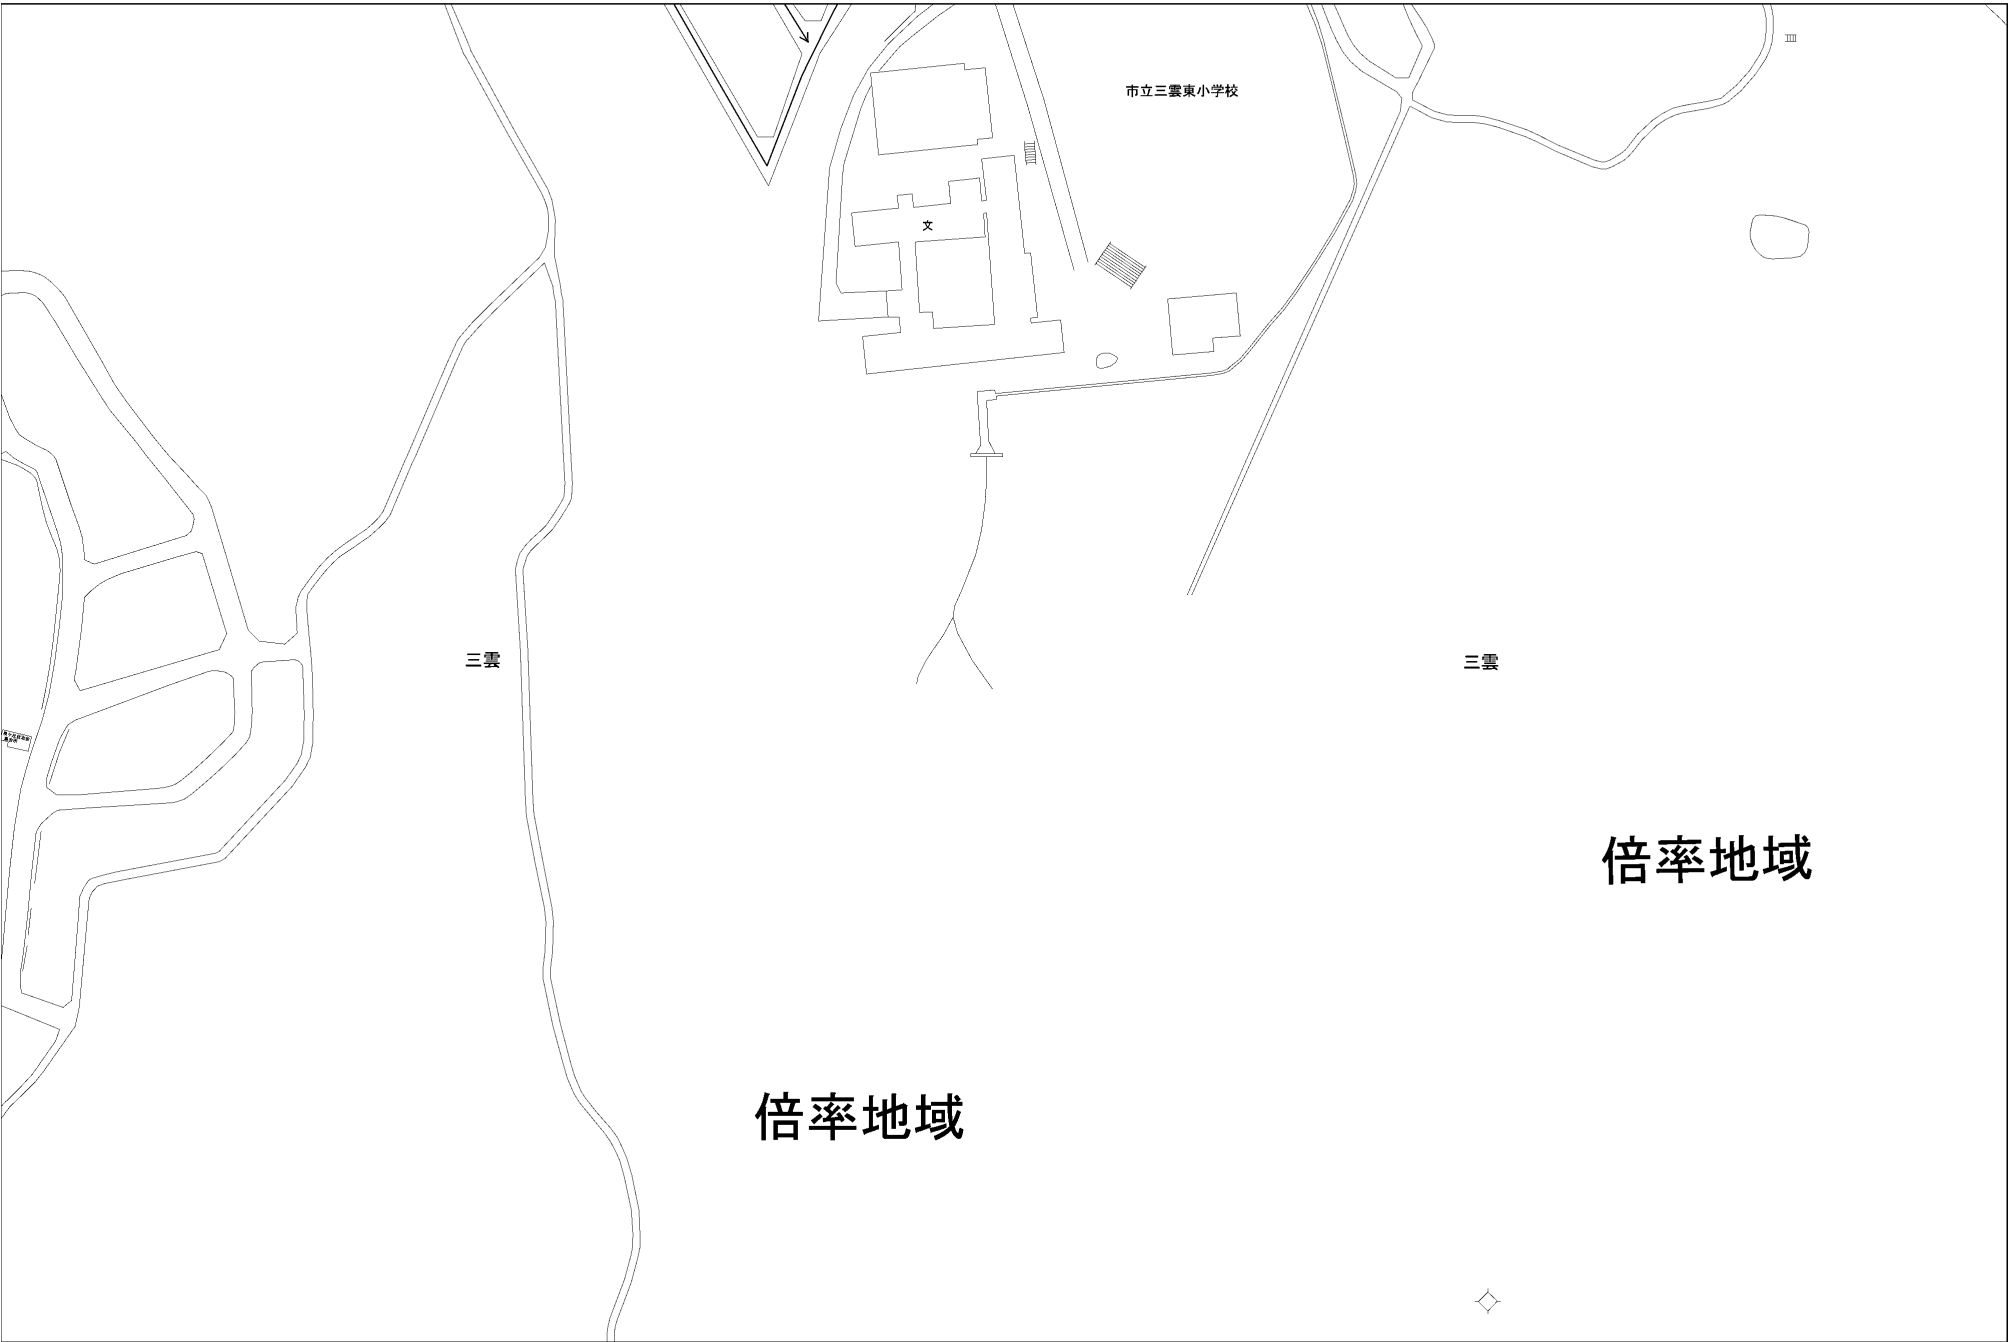 市立三雲東小学校
文
三雲
三雲
倍率地域
倍率地域